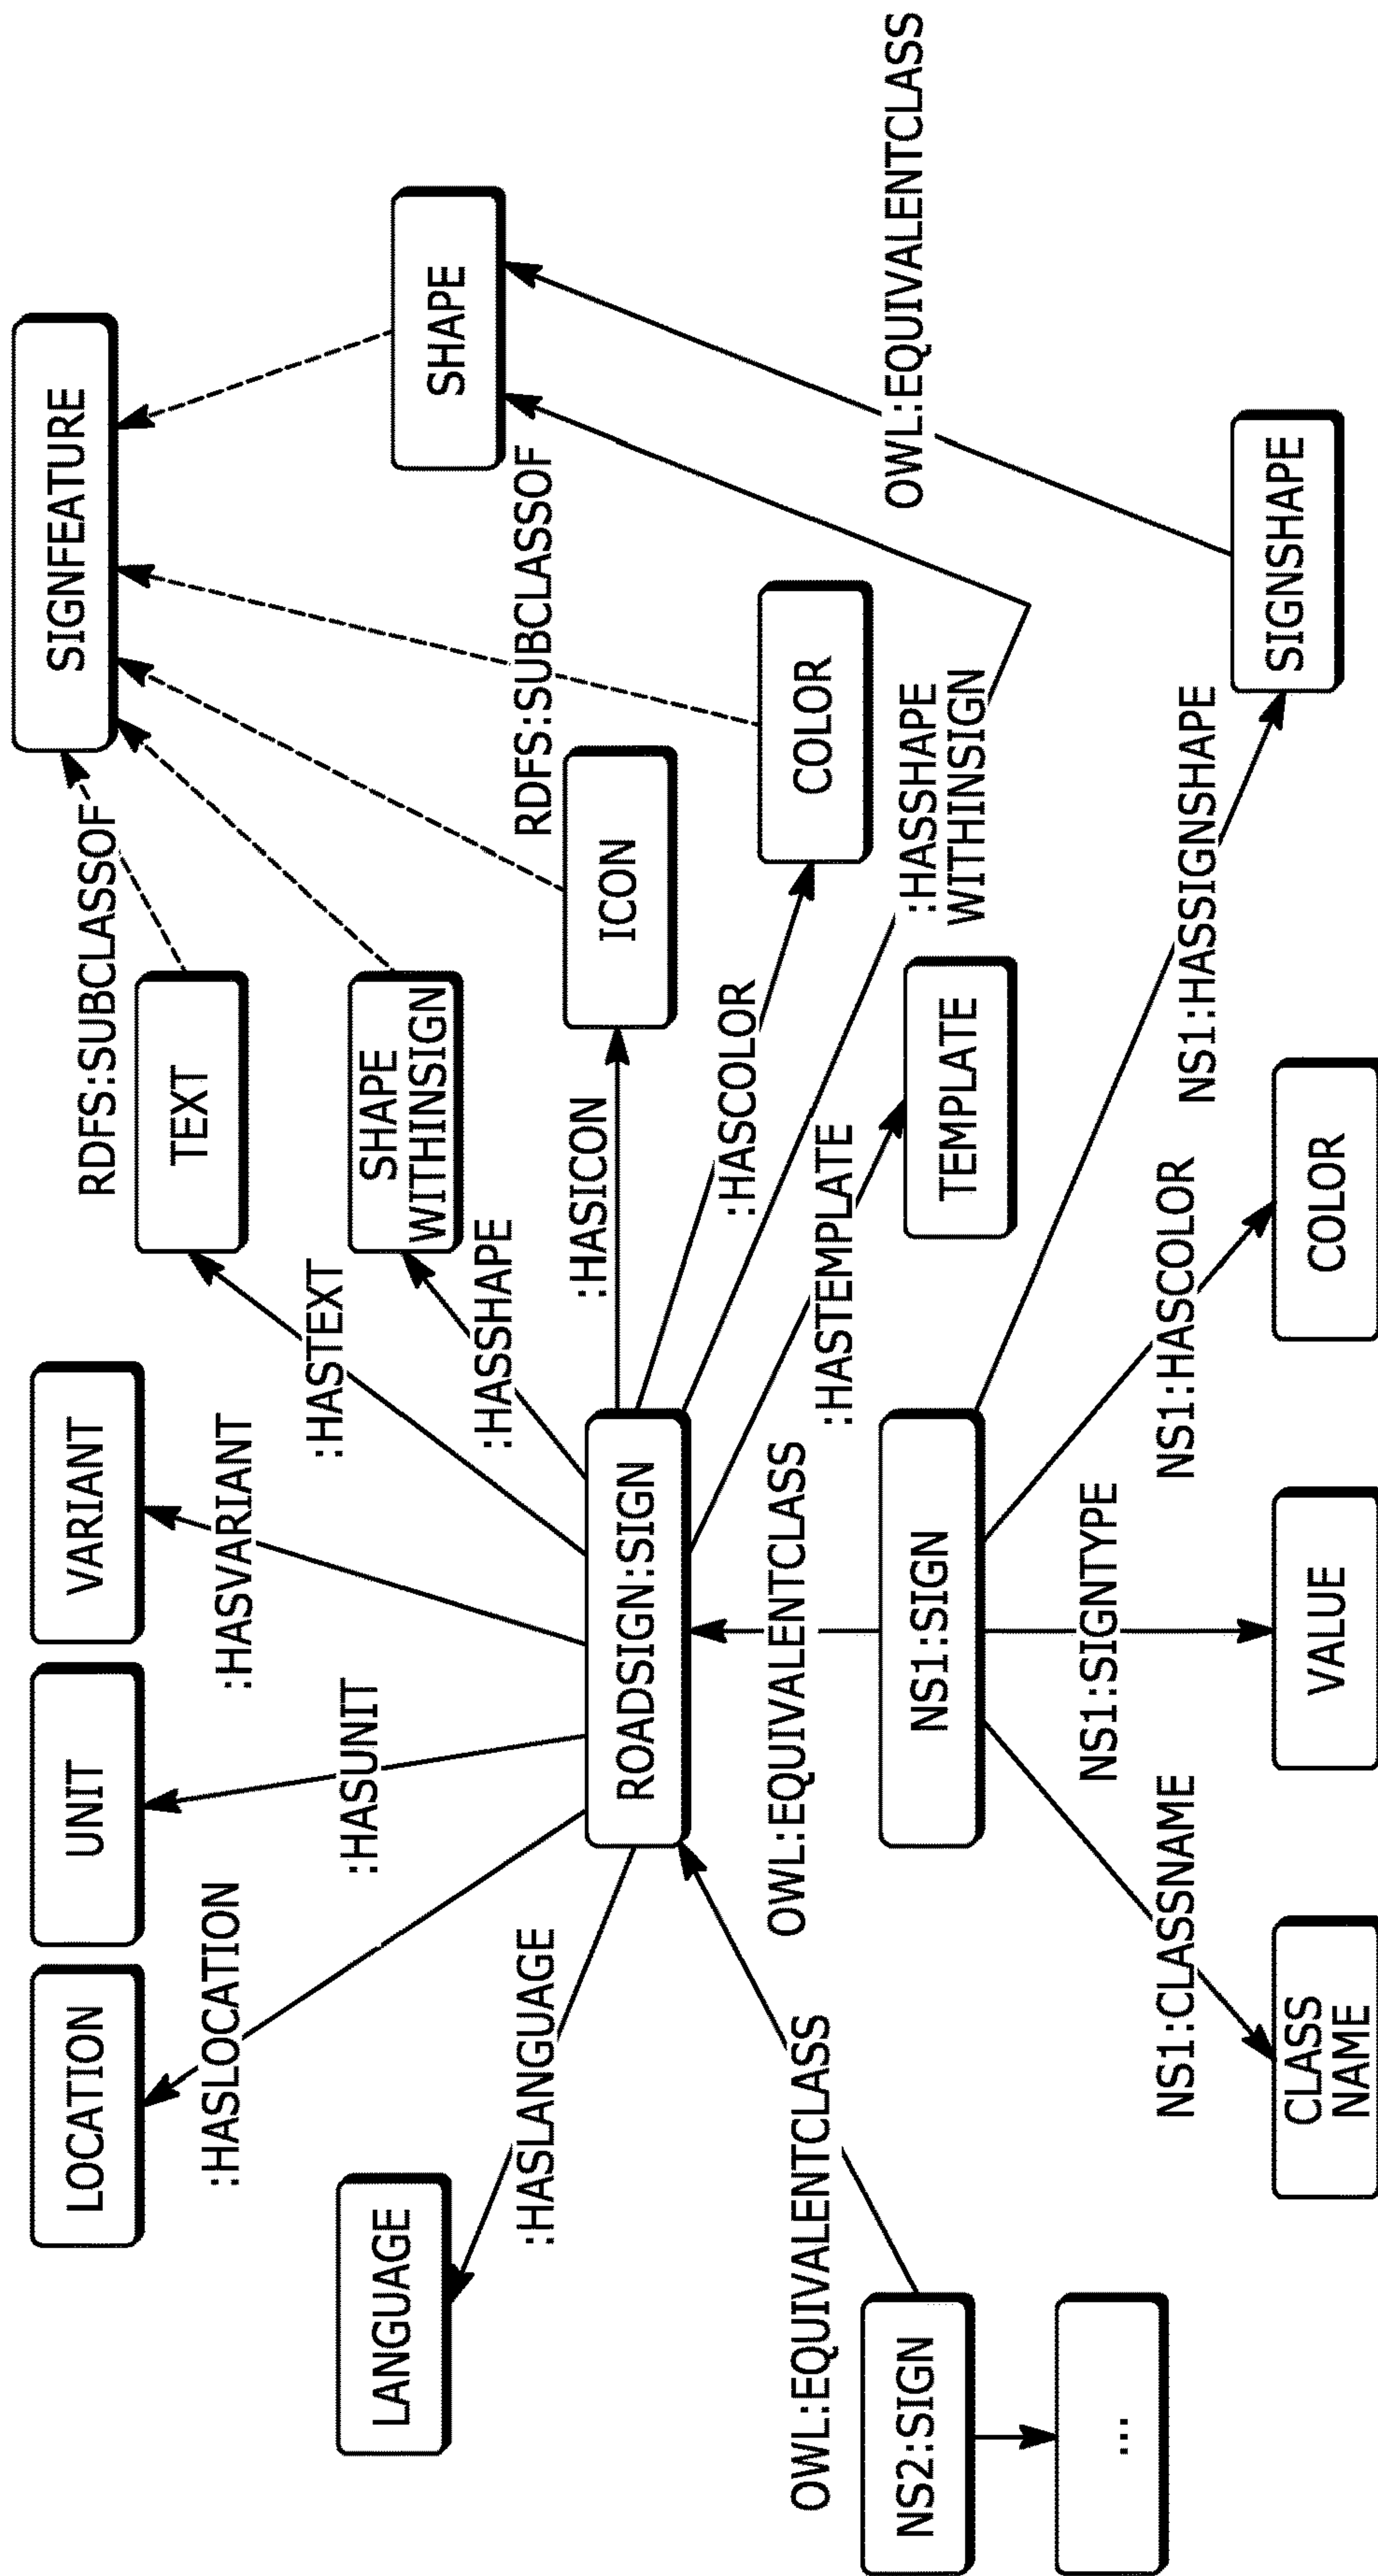 LOCATION
UNIT
VARIANT
SIGNFEATURE
:HASLOCATION
:HASUNIT
:HASVARIANT
:HASTEXT
RDFS:SUBCLASSOF
TEXT
LANGUAGE
:HASLANGUAGE
:HASSHAPE
SHAPE
WITHINSIGN
SHAPE
RDFS:SUBCLASSOF
ROADSIGN:SIGN
:HASICON
ICON
:HASCOLOR
COLOR
OWL:EQUIVALENTCLASS
OWL:EQUIVALENTCLASS
:HASTEMPLATE
TEMPLATE
:HASSHAPE
WITHINSIGN
OWL:EQUIVALENTCLASS
NS2:SIGN
NS1:SIGN
...
NS1:CLASSNAME
NS1:SIGNTYPE
NS1:HASCOLOR
NS1:HASSIGNSHAPE
SIGNSHAPE
CLASS
NAME
VALUE
COLOR